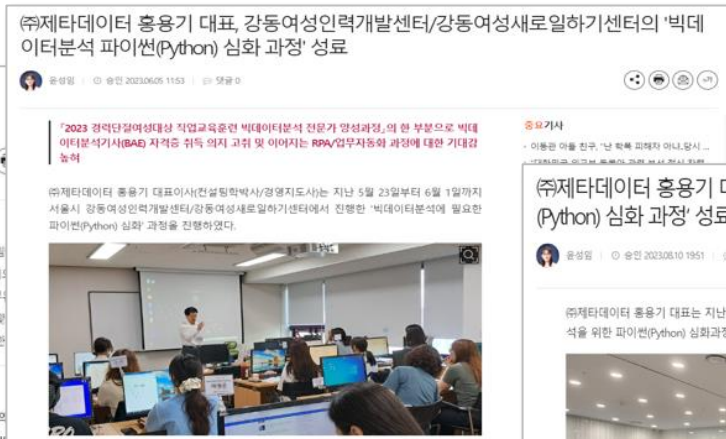 ㈜제타데이터 홍용기 대표, 강동여성인력개발센터/강동여성새로일하기센터의 '빅데
이터분석 파이썬(Python) 심화 과정' 성료
윤성임 승인 2023.06.05 11:53 댓글 0
「2023 경력단절여성대상 직업교육훈련 빅데이터분석 전문가 양성과정」의 한 부분으로 빅데
이터분석기사(BAE) 자격증 취득 의지 고취 및 이어지는 RPA/업무자동화 과정에 대한 기대감
높혀
㈜제타데이터 홍용기 대표이사(컨설팅학박사/경영지도사)는 지난 5월 23일부터 6월 1일까지
서울시 강동여성인력개발센터/강동여성새로일하기센터에서 진행한 '빅데이터분석에 필요한
파이썬(Python) 심화' 과정을 진행하였다.
중요기사
이동관 아들 친구, "난 학폭 피해자 아냐..당시 ...
㈜제타데이터 홍용기 대
(Python) 심화 과정' 성료
윤성임 승인 2023.08.10 19:51
㈜제타데이터 홍용기 대표는 지난
석을 위한 파이썬(Python) 심화과정